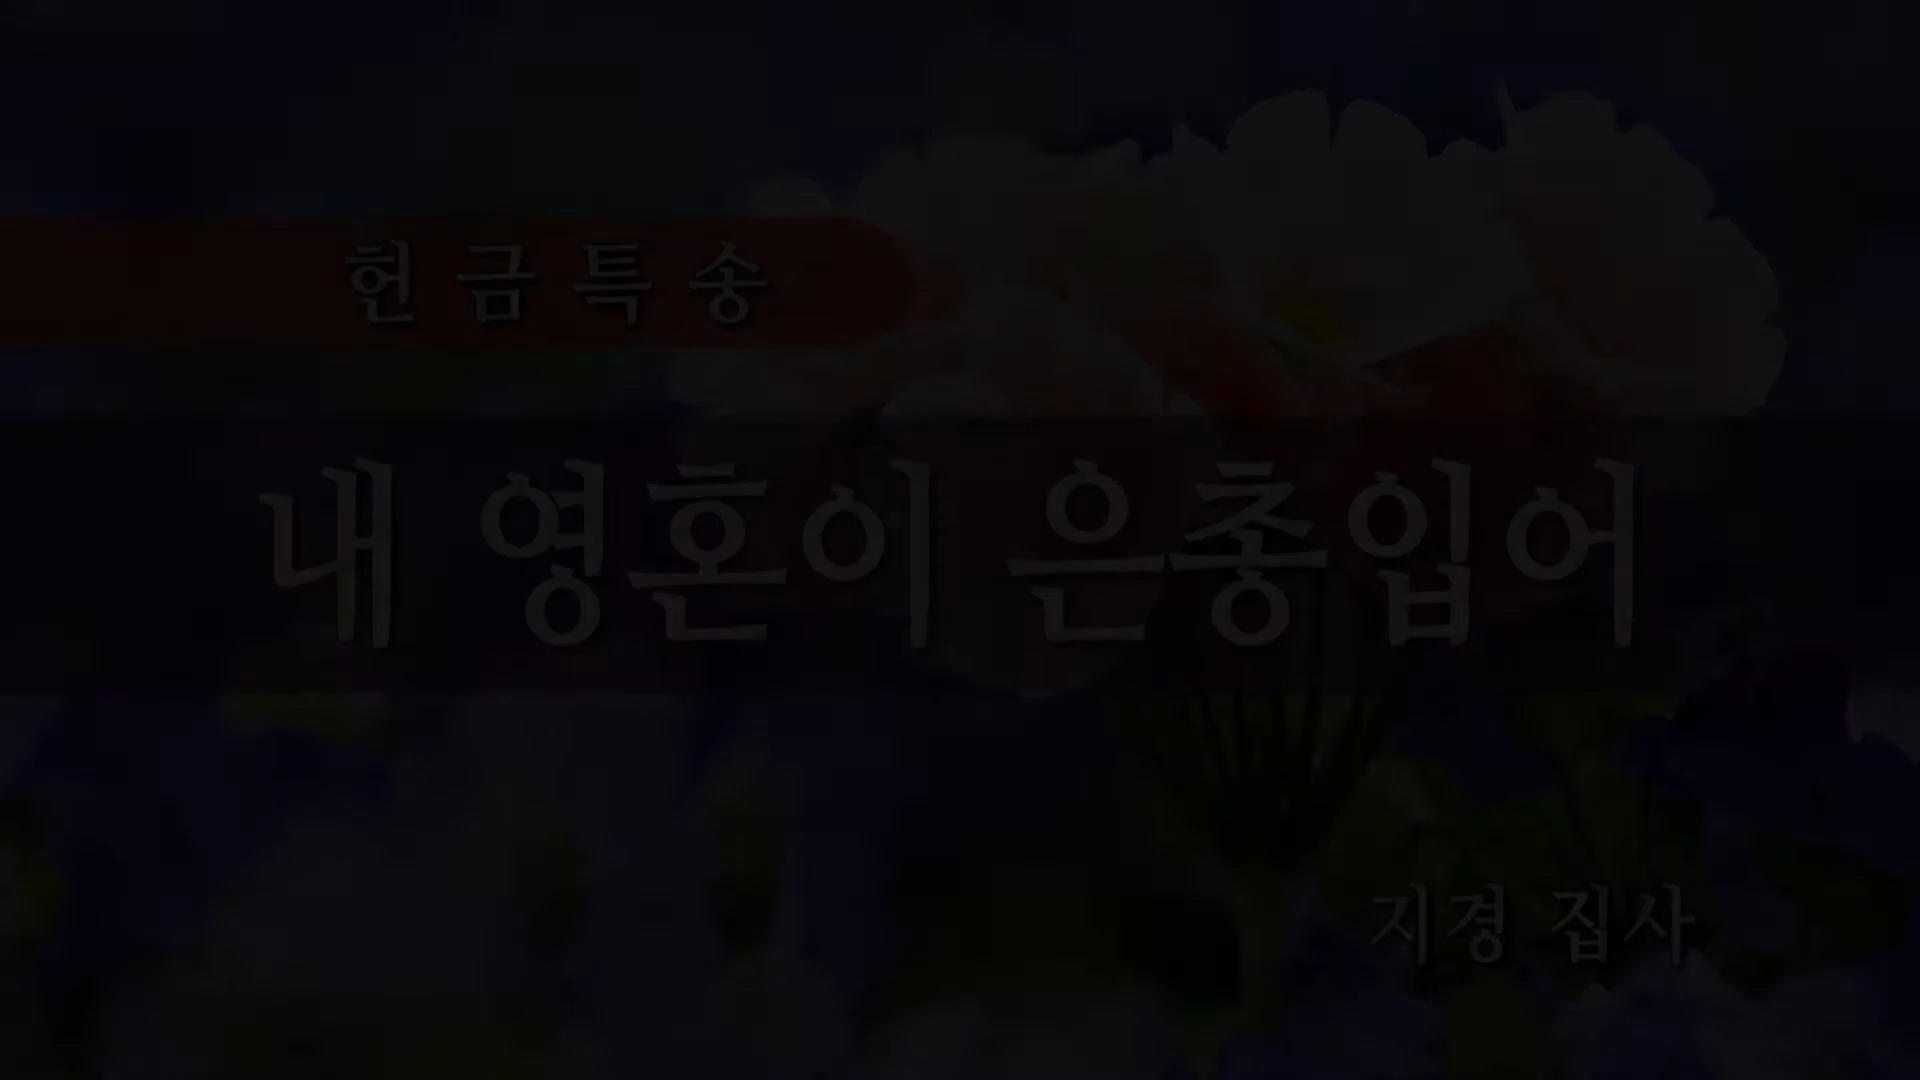 헌금특송
내 영혼이 은총입어
지경 집사